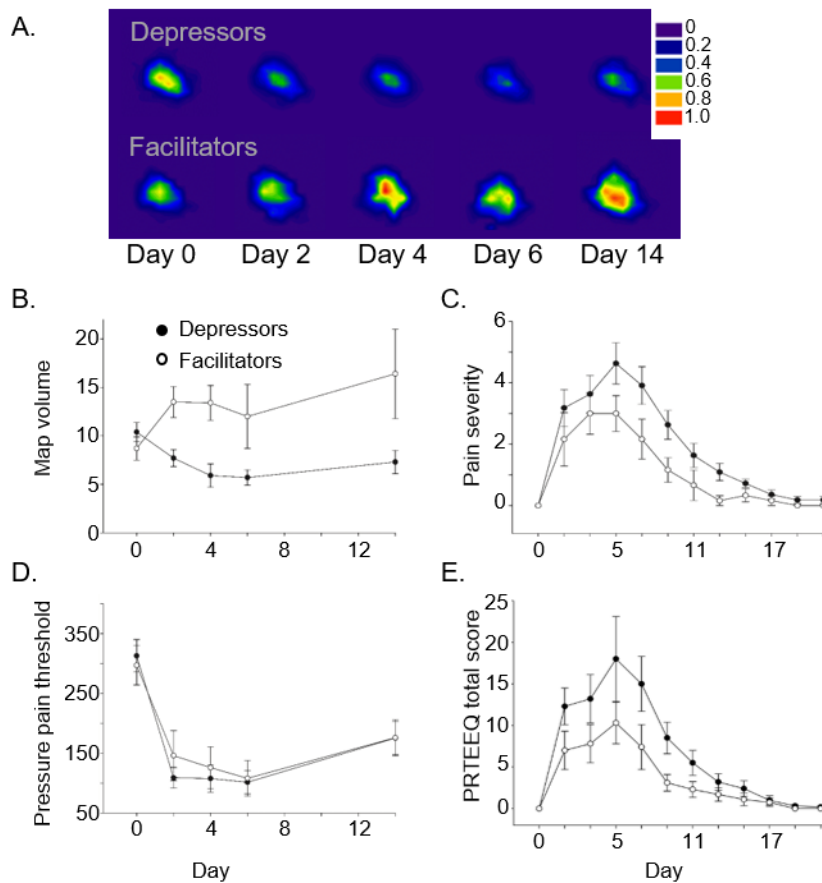 A.
Depressors
0
0.2
0.4
0.6
0.8
1.0
Facilitators
Day 0 Day 2 Day 4 Day 6 Day 14
B.
Map volume
20
15
10
5
0
Depressors
Facilitators
0 4 8 12
C.
Pain severity
6
4
2
0
0 5 11 17
D.
Pressure pain threshold
350
250
150
50
0 4 8 12
Day
E.
PRTEEQ total score
25
20
15
10
5
0
0 5 11 17
Day